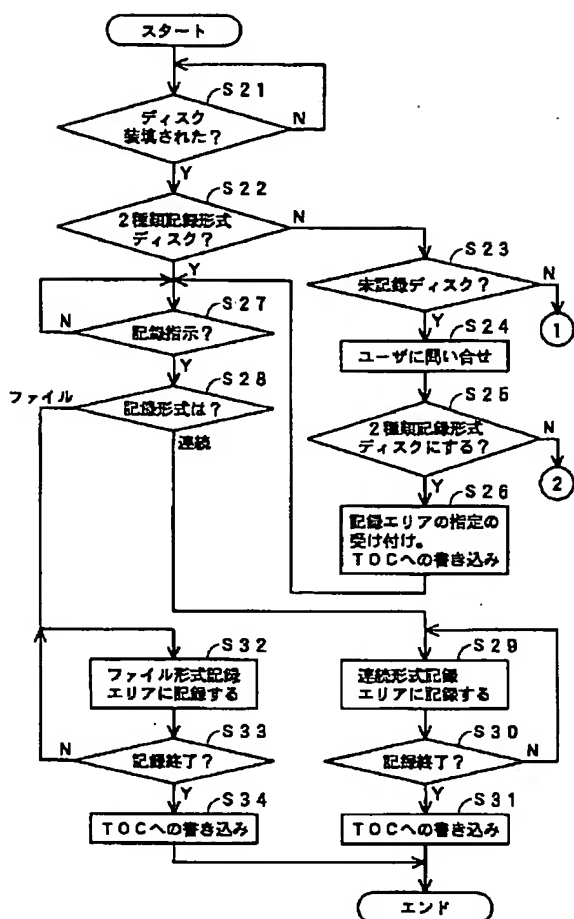 スタート
S21
ディスク
装填された?
N
Y
S22
2種類記録形式
ディスク?
N
Y
S23
未記録ディスク?
N
1
Y
S24
ユーザに問い合せ
S25
2種類記録形式
ディスクにする?
N
2
Y
S26
記録エリアの指定の
受け付け。
TOCへの書き込み
S27
記録指示?
N
Y
S28
記録形式は?
ファイル
連続
S32
ファイル形式記録
エリアに記録する
S33
記録終了?
N
Y
S34
TOCへの書き込み
S29
連続形式記録
エリアに記録する
S30
記録終了?
N
Y
S31
TOCへの書き込み
エンド